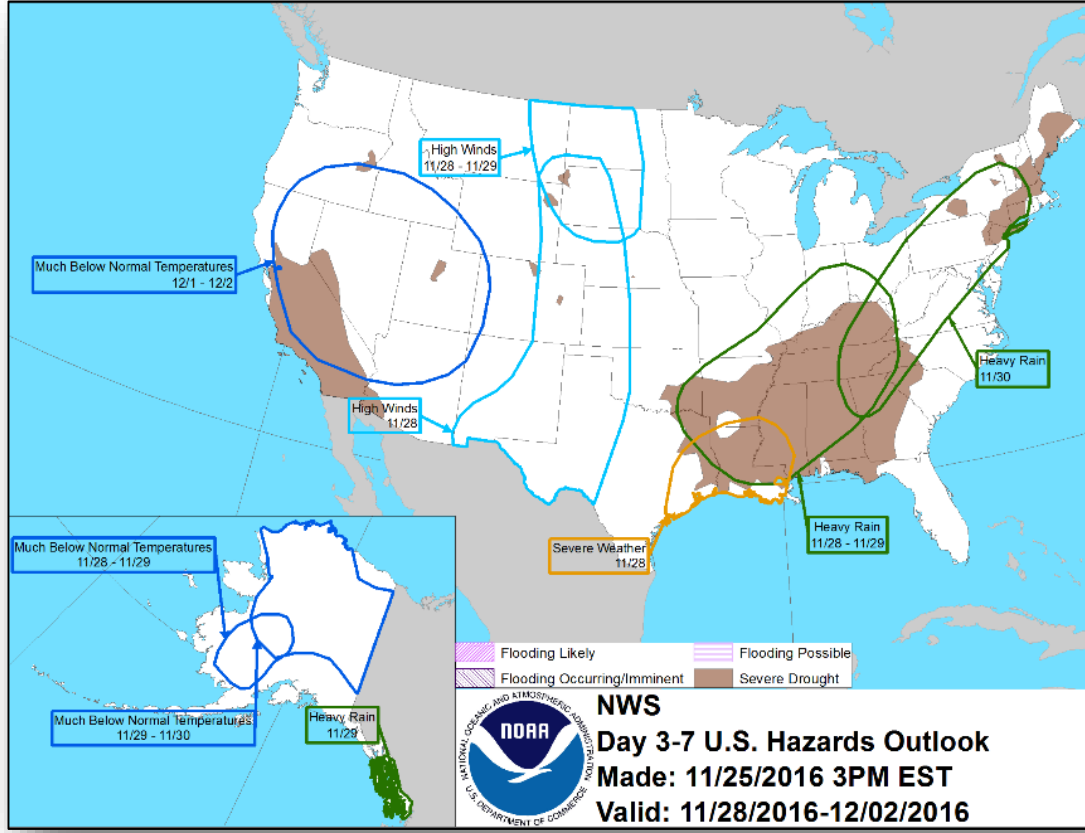 High Winds
11/28 - 11/29
Much Below Normal Temperatures
12/1 - 12/2
Heavy Rain
11/30
High Winds
11/28
Heavy Rain
11/28 - 11/29
Severe Weather
11/28
Much Below Normal Temperatures
11/28 - 11/29
Much Below Normal Temperatures
11/29 - 11/30
Heavy Rain
11/29
Flooding Likely
Flooding Possible
Flooding Occurring/Imminent
Severe Drought
NATIONAL OCEANIC AND ATMOSPHERIC ADMINISTRATION
NOAA
U.S. DEPARTMENT OF COMMERCE
NWS
Day 3-7 U.S. Hazards Outlook
Made: 11/25/2016 3PM EST
Valid: 11/28/2016-12/02/2016